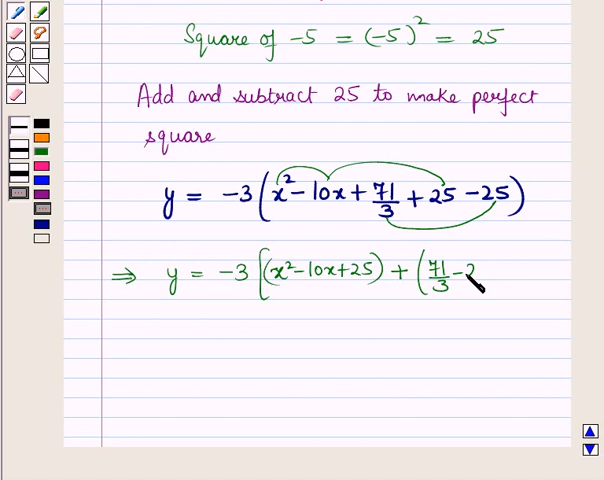 Square of -5 = (-5)² = 25
Add and subtract 25 to make perfect
square
y = -3(x² - 10x + 71/3 + 25 - 25)
⇒ y = -3[(x² - 10x + 25) + (71/3 - 2